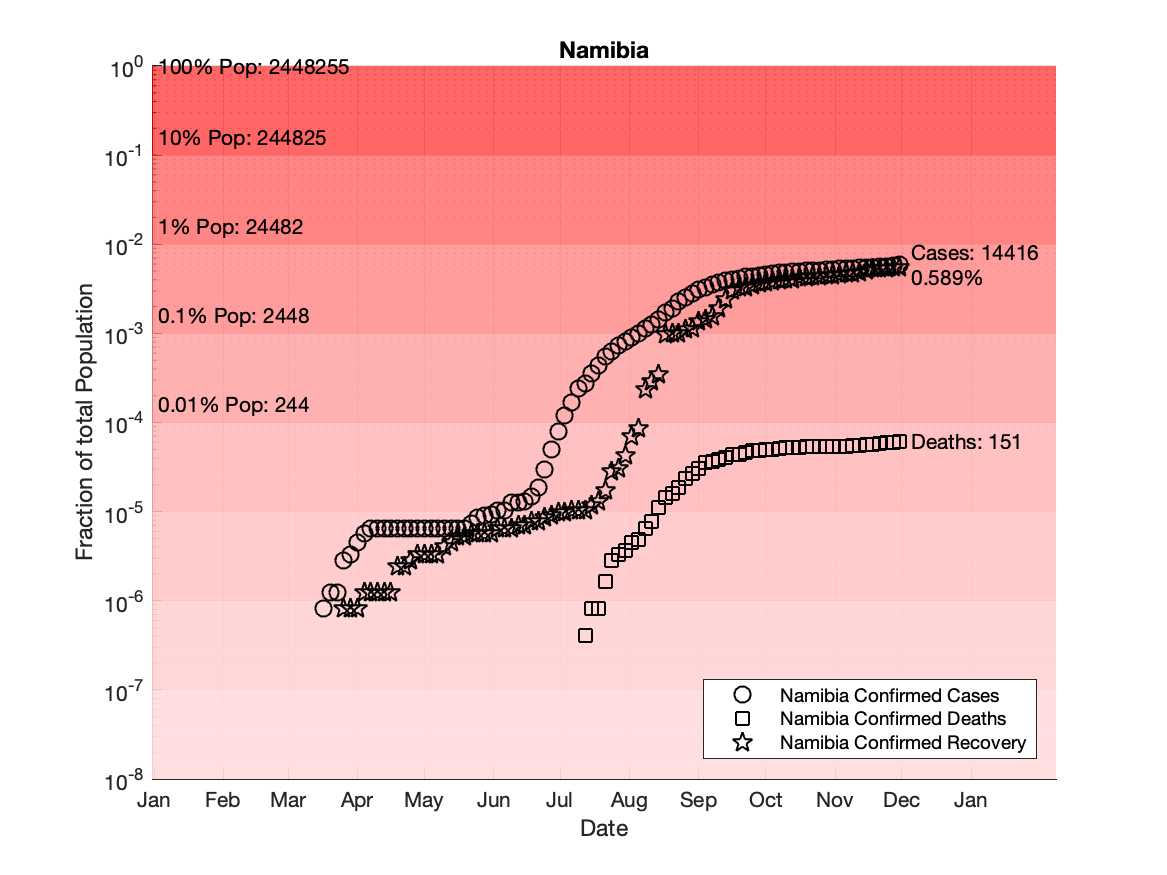 Namibia
10^0
100% Pop: 2448255
10% Pop: 244825
10^-1
1% Pop: 24482
10^-2
Cases: 14416
0.589%
0.1% Pop: 2448
10^-3
0.01% Pop: 244
10^-4
Deaths: 151
10^-5
10^-6
10^-7
10^-8
Fraction of total Population
Namibia Confirmed Cases
Namibia Confirmed Deaths
Namibia Confirmed Recovery
Jan Feb Mar Apr May Jun Jul Aug Sep Oct Nov Dec Jan
Date